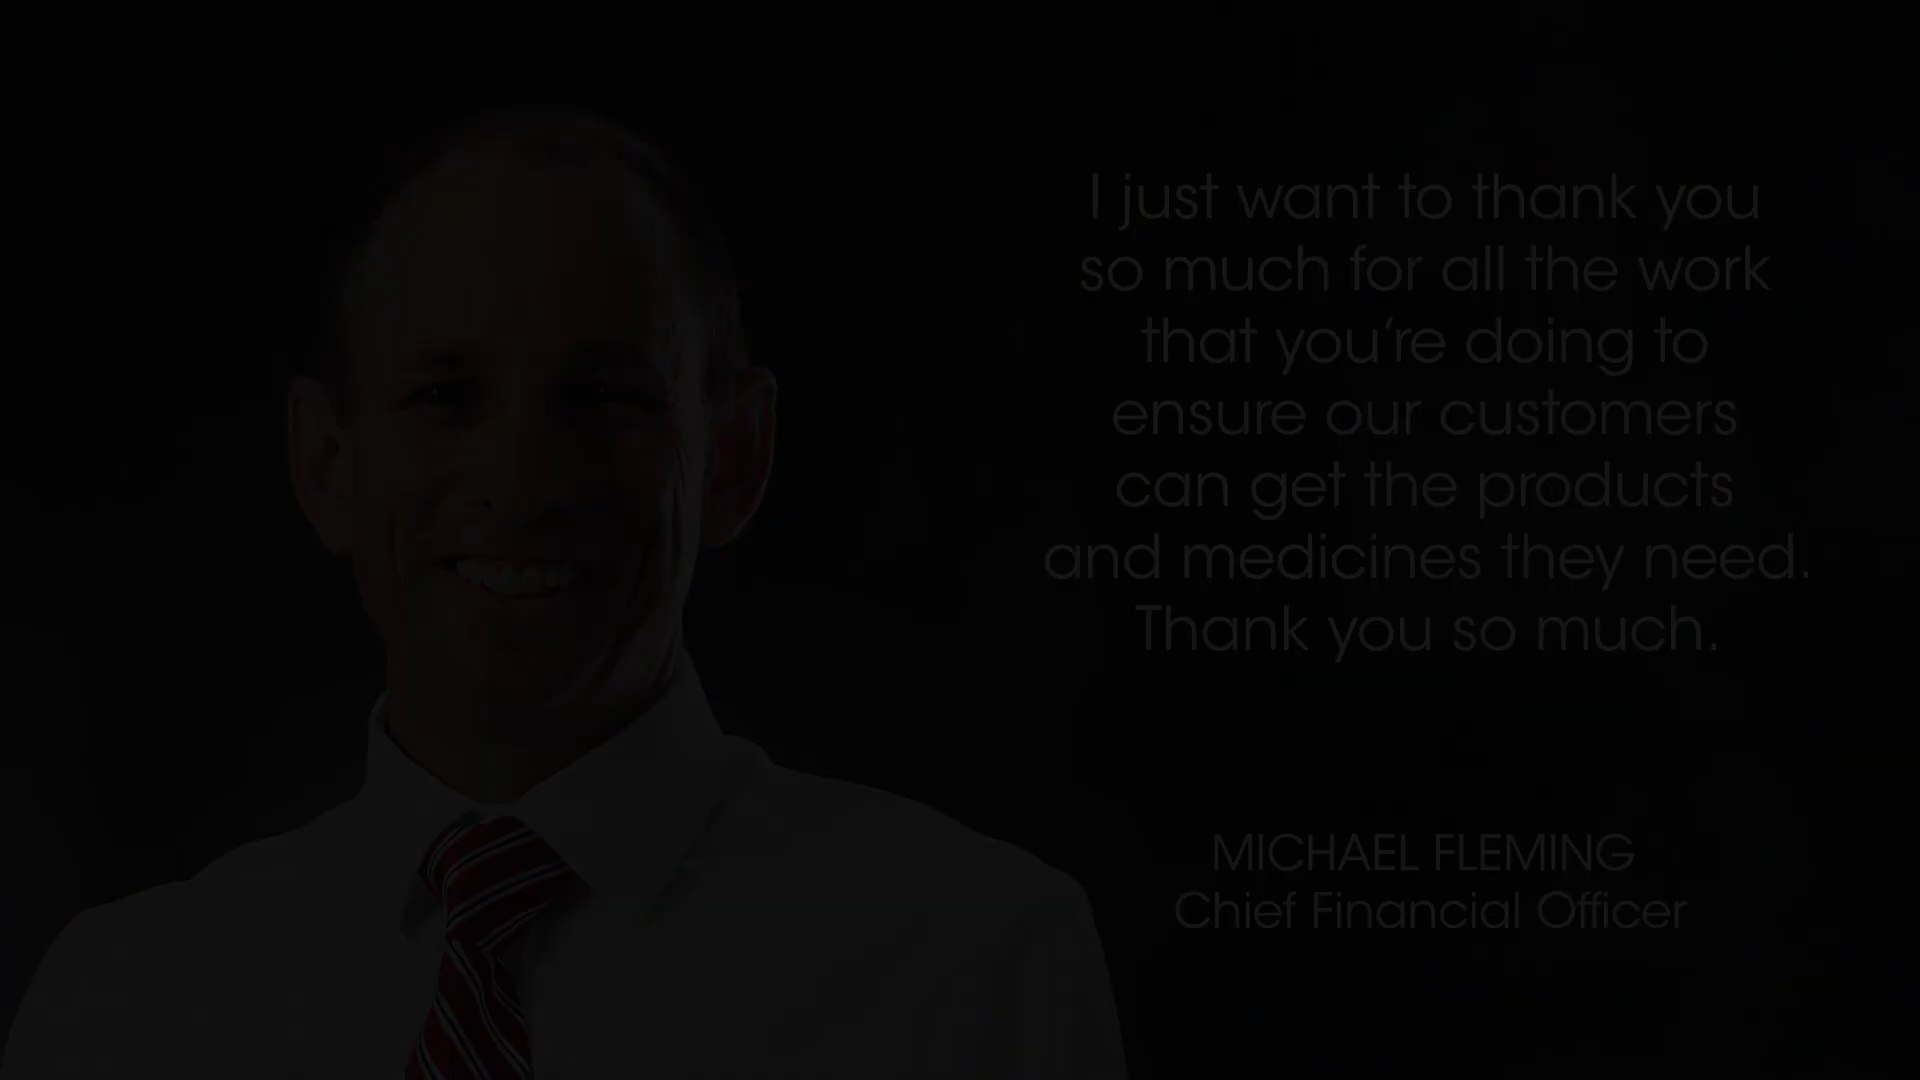 I just want to thank you
so much for all the work
that you're doing to
ensure our customers
can get the products
and medicines they need.
Thank you so much.
MICHAEL FLEMING
Chief Financial Officer